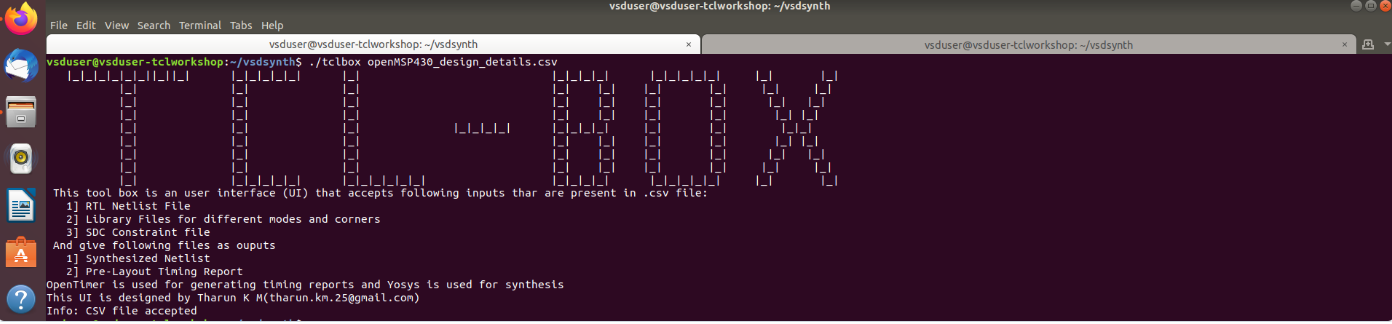 vsduser@vsduser-tclworkshop: ~/vsdsynth
File Edit View Search Terminal Tabs Help
vsduser@vsduser-tclworkshop: ~/vsdsynth × vsduser@vsduser-tclworkshop: ~/vsdsynth ×
vsduser@vsduser-tclworkshop:~/vsdsynth$ ./tclbox openMSP430_design_details.csv
TCL-BOX
This tool box is an user interface (UI) that accepts following inputs thar are present in .csv file:
1] RTL Netlist File
2] Library Files for different modes and corners
3] SDC Constraint file
And give following files as ouputs
1] Synthesized Netlist
2] Pre-Layout Timing Report
OpenTimer is used for generating timing reports and Yosys is used for synthesis
This UI is designed by Tharun K M(tharun.km.25@gmail.com)
Info: CSV file accepted